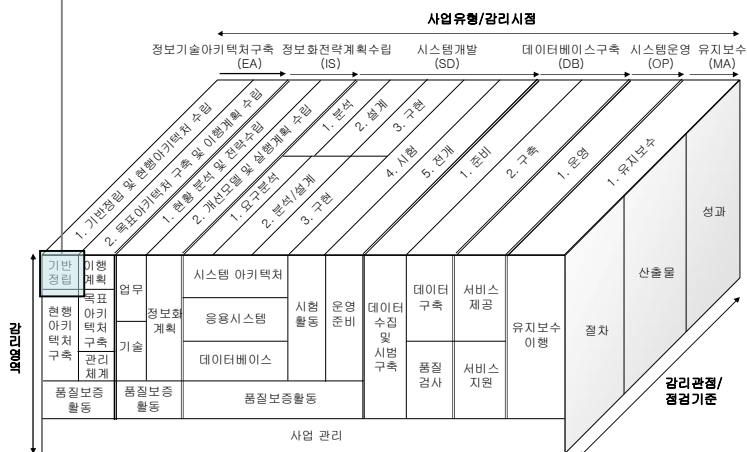 사업유형/감리시점
정보기술아키텍처구축
(EA)
정보화전략계획수립
(IS)
시스템개발
(SD)
데이터베이스구축
(DB)
시스템운영
(OP)
유지보수
(MA)
1. 기반정립 및 현행아키텍처 수립
2. 목표아키텍처 구축 및 이행계획 수립
1. 현황 분석 및 전략수립
2. 개선모델 및 실행계획 수립
1. 분석
2. 설계
3. 구현
1. 요구분석
2. 분석/설계
3. 구현
4. 시험
5. 전개
1. 준비
2. 구축
1. 운영
1. 유지보수
감리영역
기반
정립
이행
계획
현행
아키
텍처
구축
목표
아키
텍처
구축
관리
체계
품질보증
활동
업무
기술
정보화
계획
품질보증
활동
시스템 아키텍처
응용시스템
데이터베이스
시험
활동
운영
준비
품질보증활동
데이터
수집
및
시범
구축
데이터
구축
품질
검사
서비스
제공
서비스
지원
유지보수
이행
사업 관리
절차
산출물
성과
감리관점/
점검기준